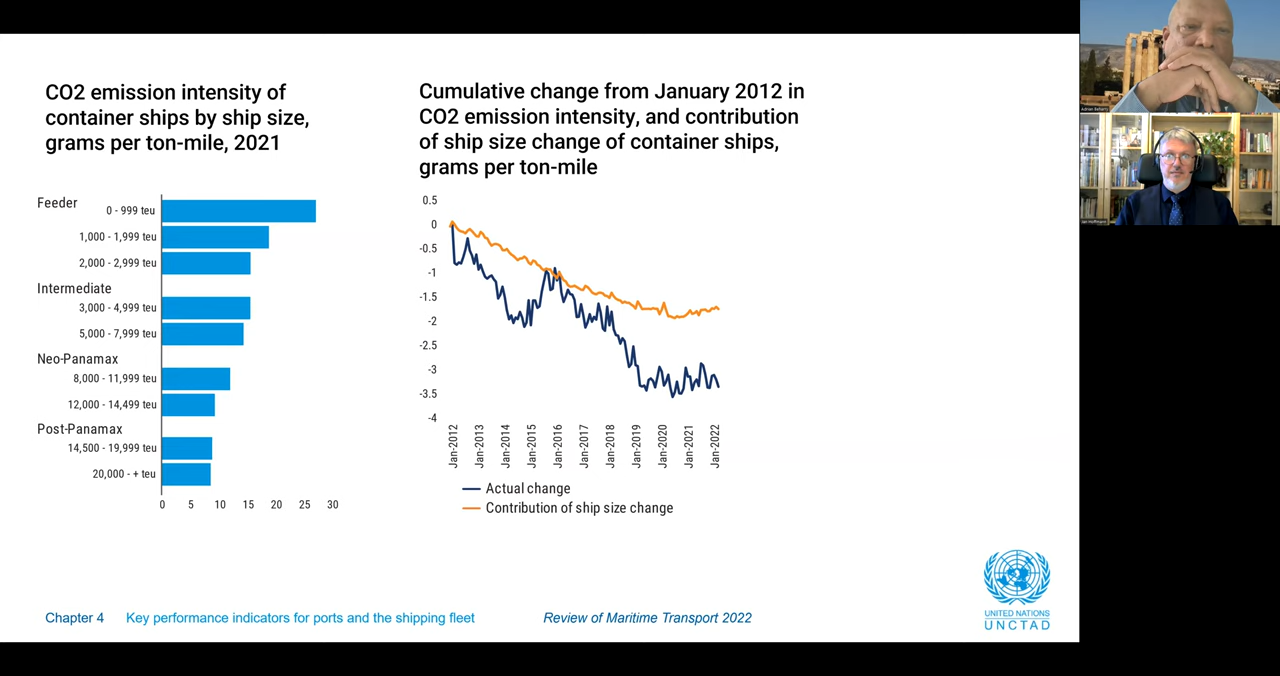 CO2 emission intensity of
container ships by ship size,
grams per ton-mile, 2021
Feeder
0 - 999 teu
1,000 - 1,999 teu
2,000 - 2,999 teu
Intermediate
3,000 - 4,999 teu
5,000 - 7,999 teu
Neo-Panamax
8,000 - 11,999 teu
12,000 - 14,499 teu
Post-Panamax
14,500 - 19,999 teu
20,000 - + teu
0 5 10 15 20 25 30
Cumulative change from January 2012 in
CO2 emission intensity, and contribution
of ship size change of container ships,
grams per ton-mile
0.5
0
-0.5
-1
-1.5
-2
-2.5
-3
-3.5
-4
Jan-2012
Jan-2013
Jan-2014
Jan-2015
Jan-2016
Jan-2017
Jan-2018
Jan-2019
Jan-2020
Jan-2021
Jan-2022
Actual change
Contribution of ship size change
Chapter 4 Key performance indicators for ports and the shipping fleet Review of Maritime Transport 2022
UNITED NATIONS
UNCTAD